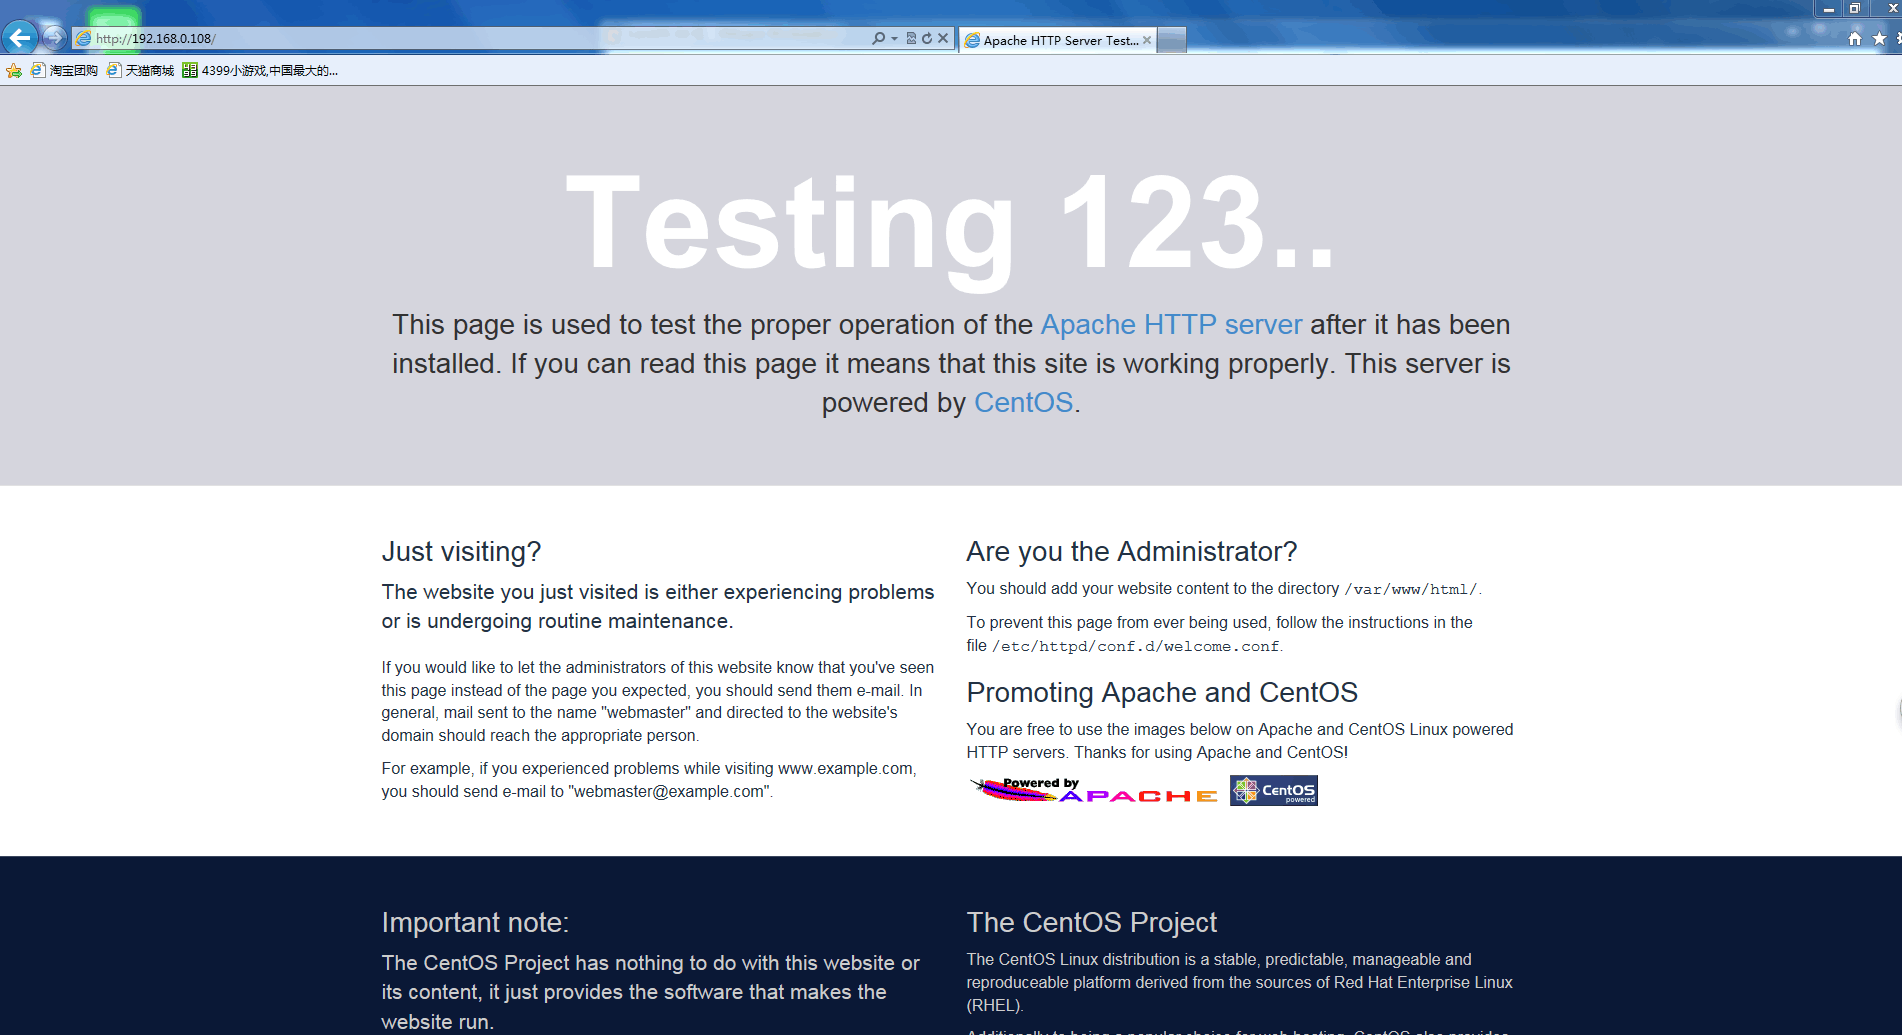 http://192.168.0.108/
Apache HTTP Server Test...
淘宝团购
天猫商城
4399小游戏,中国最大的...
Testing 123..
This page is used to test the proper operation of the Apache HTTP server after it has been
installed. If you can read this page it means that this site is working properly. This server is
powered by CentOS.
Just visiting?
The website you just visited is either experiencing problems
or is undergoing routine maintenance.
If you would like to let the administrators of this website know that you've seen
this page instead of the page you expected, you should send them e-mail. In
general, mail sent to the name "webmaster" and directed to the website's
domain should reach the appropriate person.
For example, if you experienced problems while visiting www.example.com,
you should send e-mail to "webmaster@example.com".
Are you the Administrator?
You should add your website content to the directory /var/www/html/.
To prevent this page from ever being used, follow the instructions in the
file /etc/httpd/conf.d/welcome.conf.
Promoting Apache and CentOS
You are free to use the images below on Apache and CentOS Linux powered
HTTP servers. Thanks for using Apache and CentOS!
Powered by
APACHE
CentOS
powered
Important note:
The CentOS Project has nothing to do with this website or
its content, it just provides the software that makes the
website run.
The CentOS Project
The CentOS Linux distribution is a stable, predictable, manageable and
reproduceable platform derived from the sources of Red Hat Enterprise Linux
(RHEL).
Additionally to being a popular choice for web hosting, CentOS also provides